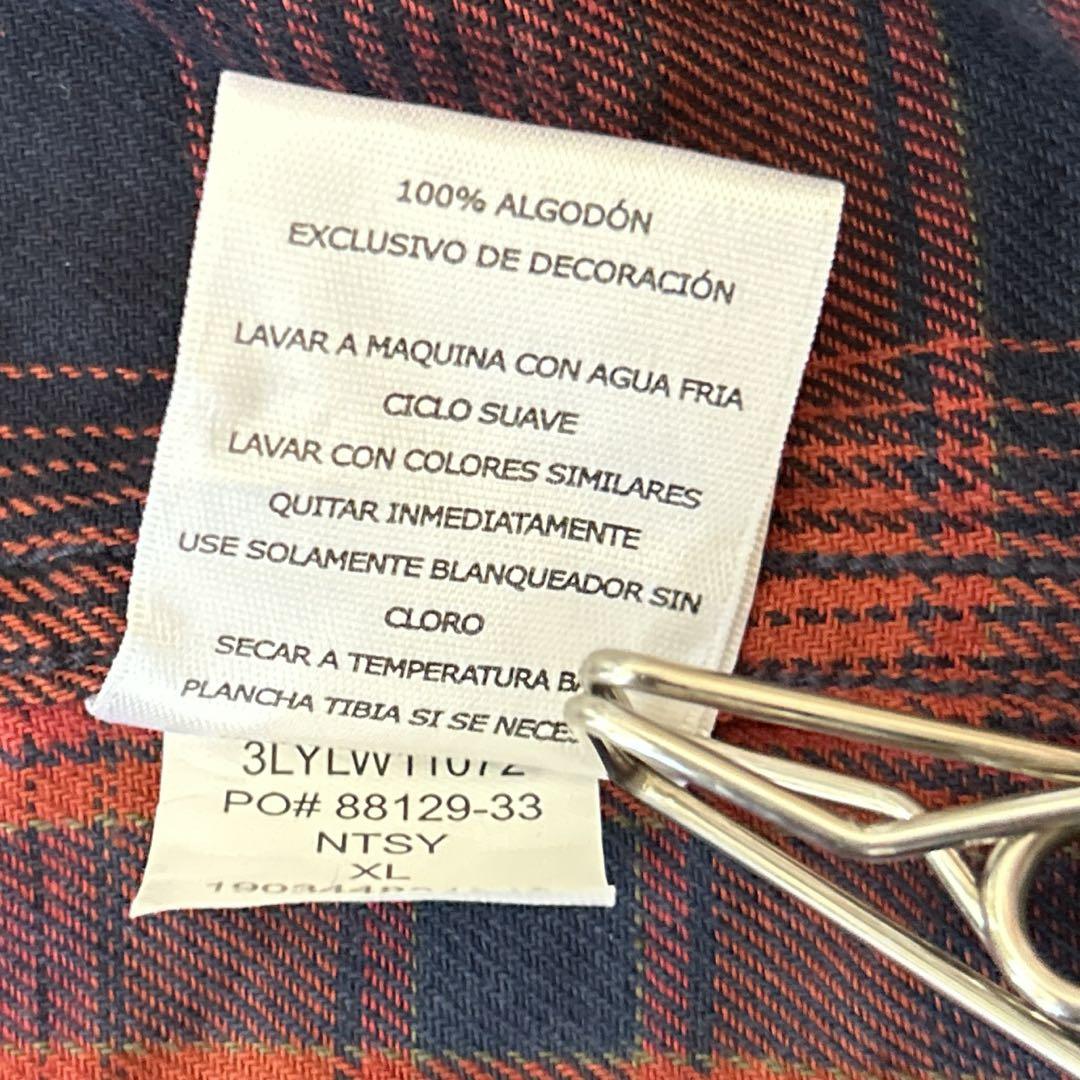 100% ALGODÓN
EXCLUSIVO DE DECORACIÓN
LAVAR A MAQUINA CON AGUA FRIA
CICLO SUAVE
LAVAR CON COLORES SIMILARES
QUITAR INMEDIATAMENTE
USE SOLAMENTE BLANQUEADOR SIN
CLORO
SECAR A TEMPERATURA
PLANCHA TIBIA SI SE
PO# 88129-33
NTSY
XL